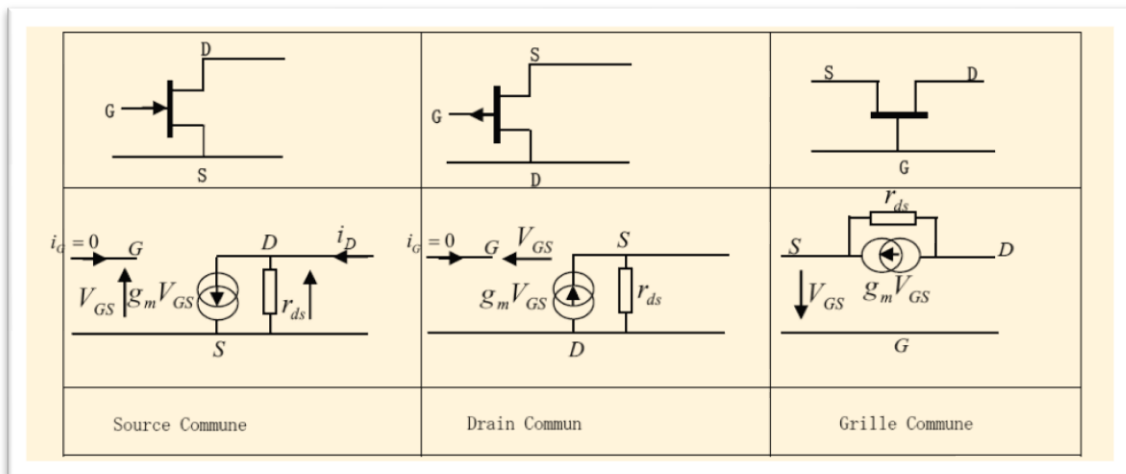 D
G
S
S
G
D
S
D
G
i_G = 0
G
V_GS
g_m V_GS
D
i_D
r_ds
S
i_G = 0
G
V_GS
S
g_m V_GS
r_ds
D
r_ds
S
D
V_GS
g_m V_GS
G
Source Commune
Drain Commun
Grille Commune